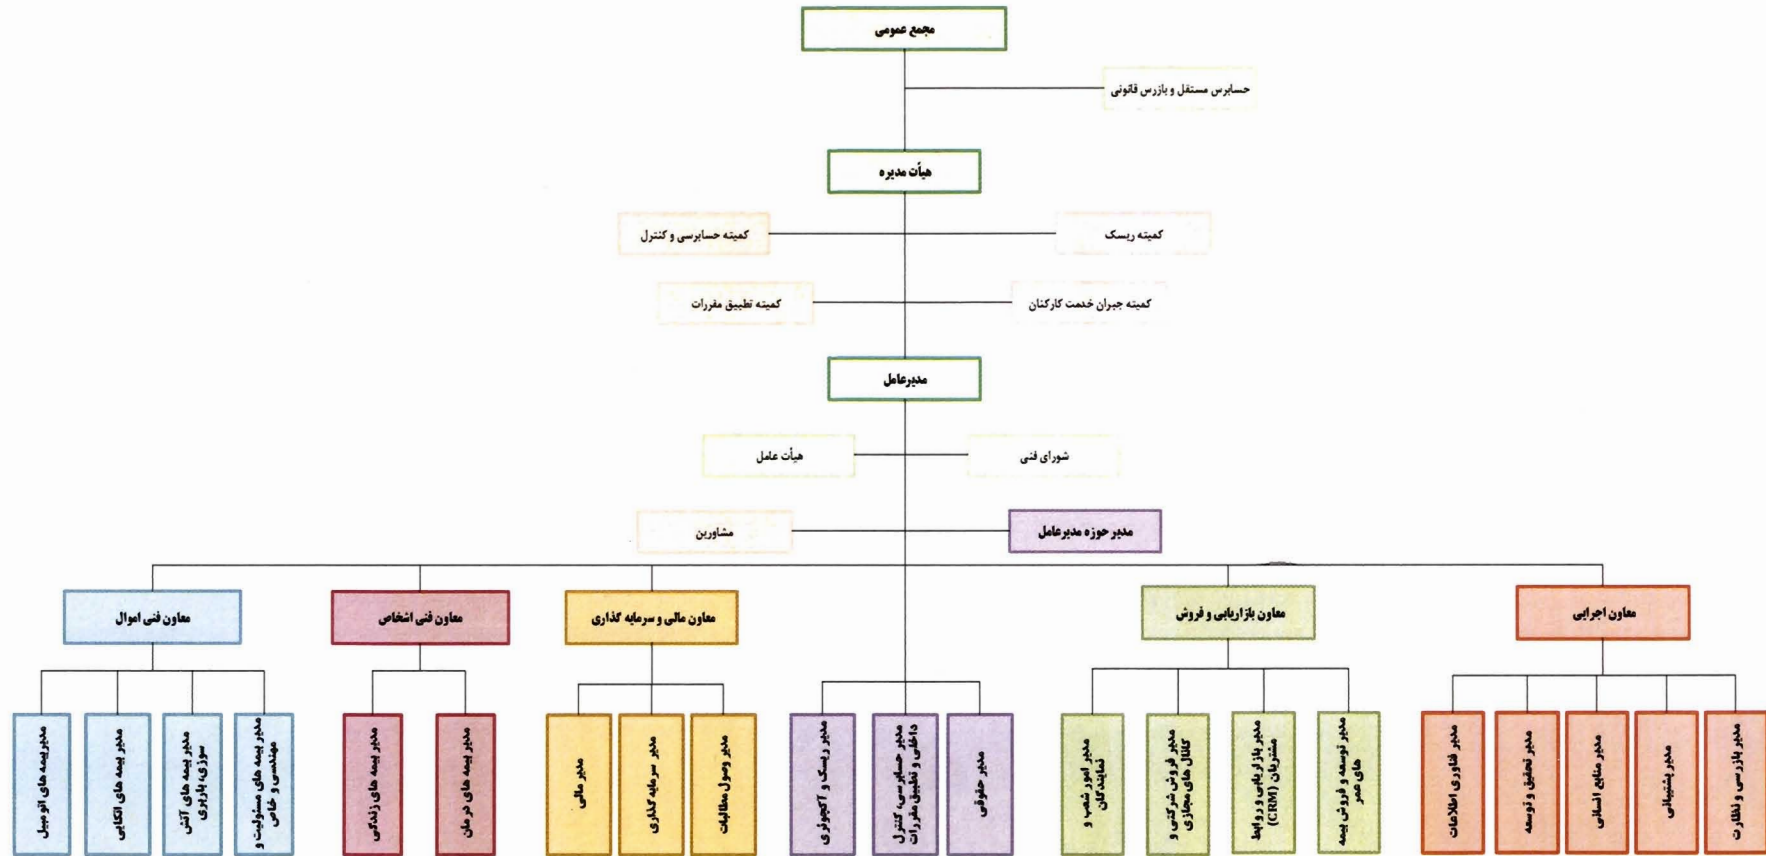 مجمع عمومی
حسابرس مستقل و بازرس قانونی
هیأت مدیره
کمیته ریسک
کمیته حسابرسی و کنترل
کمیته جبران خدمت کارکنان
کمیته تطبیق مقررات
مدیرعامل
شورای فنی
هیأت عامل
مدیر حوزه مدیرعامل
مشاورین
معاون اجرایی
معاون بازاریابی و فروش
معاون مالی و سرمایه گذاری
معاون فنی اشخاص
معاون فنی اموال
مدیر بازرسی و نظارت
مدیر پشتیبانی
مدیر منابع انسانی
مدیر تحقیق و توسعه
مدیر فناوری اطلاعات
مدیر توسعه و فروش بیمه
های عمر
مدیر بازاریابی و روابط
مشتریان (CRM)
مدیر فروش شرکتی و
کانال های مجازی
مدیر امور شعب و
نمایندگان
مدیر حقوقی
مدیر حسابرسی، کنترل
داخلی و تطبیق مقررات
مدیر ریسک و اکچوئری
مدیر وصول مطالبات
مدیر سرمایه گذاری
مدیر مالی
مدیر بیمه های درمان
مدیر بیمه های زندگی
مدیر بیمه های مسئولیت و
مهندسی و خاص
مدیر بیمه های آتش
سوزی، باربری
مدیر بیمه های اتکایی
مدیر بیمه های اتومبیل